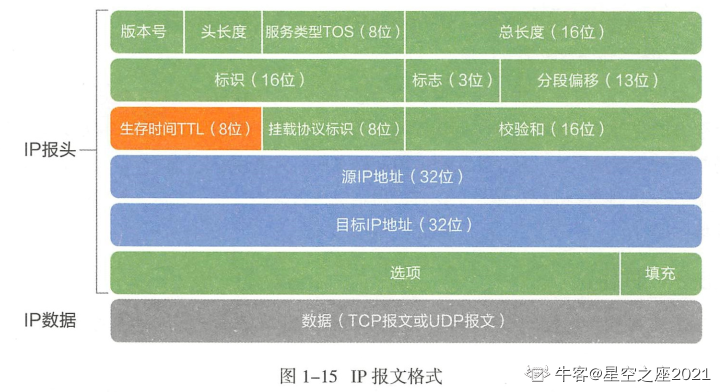 版本号 头长度 服务类型TOS（8位） 总长度（16位）
标识（16位） 标志（3位） 分段偏移（13位）
生存时间TTL（8位） 挂载协议标识（8位） 校验和（16位）
IP报头
源IP地址（32位）
目标IP地址（32位）
选项 填充
IP数据 数据（TCP报文或UDP报文）
图 1-15 IP 报文格式
牛客@星空之座2021